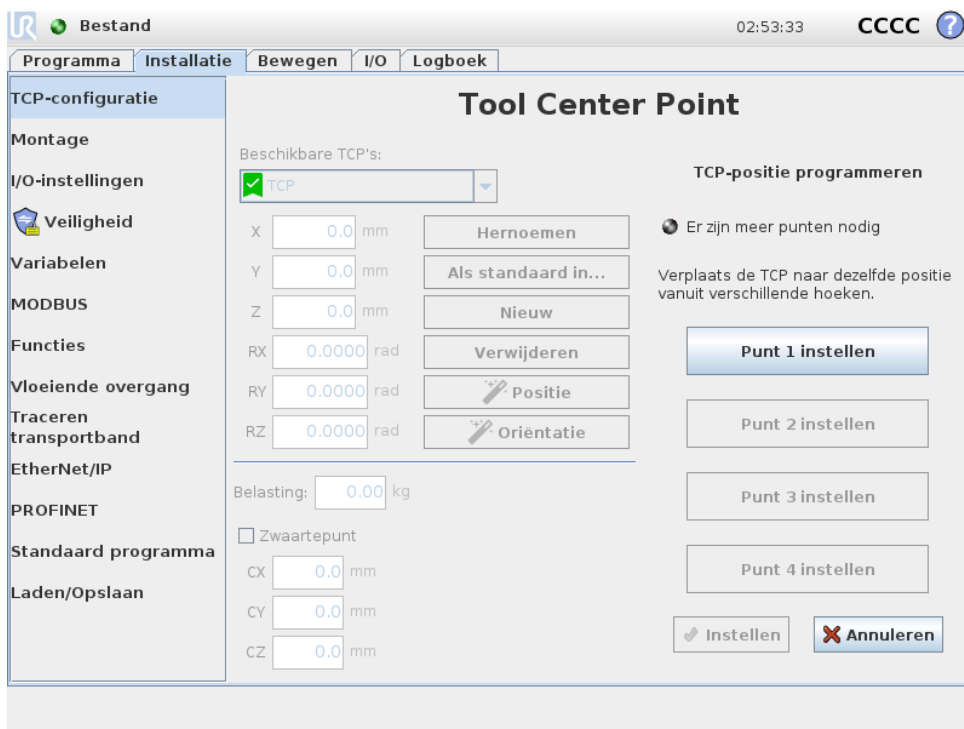 UR Bestand 02:53:33 CCCC ?
Programma Installatie Bewegen I/O Logboek
TCP-configuratie
Montage
I/O-instellingen
Veiligheid
Variabelen
MODBUS
Functies
Vloeiende overgang
Traceren
transportband
EtherNet/IP
PROFINET
Standaard programma
Laden/Opslaan
Tool Center Point
Beschikbare TCP's:
TCP
X 0.0 mm Hernoemen
Y 0.0 mm Als standaard in...
Z 0.0 mm Nieuw
RX 0.0000 rad Verwijderen
RY 0.0000 rad Positie
RZ 0.0000 rad Oriëntatie
Belasting: 0.00 kg
Zwaartepunt
CX 0.0 mm
CY 0.0 mm
CZ 0.0 mm
TCP-positie programmeren
Er zijn meer punten nodig
Verplaats de TCP naar dezelfde positie
vanuit verschillende hoeken.
Punt 1 instellen
Punt 2 instellen
Punt 3 instellen
Punt 4 instellen
Instellen Annuleren